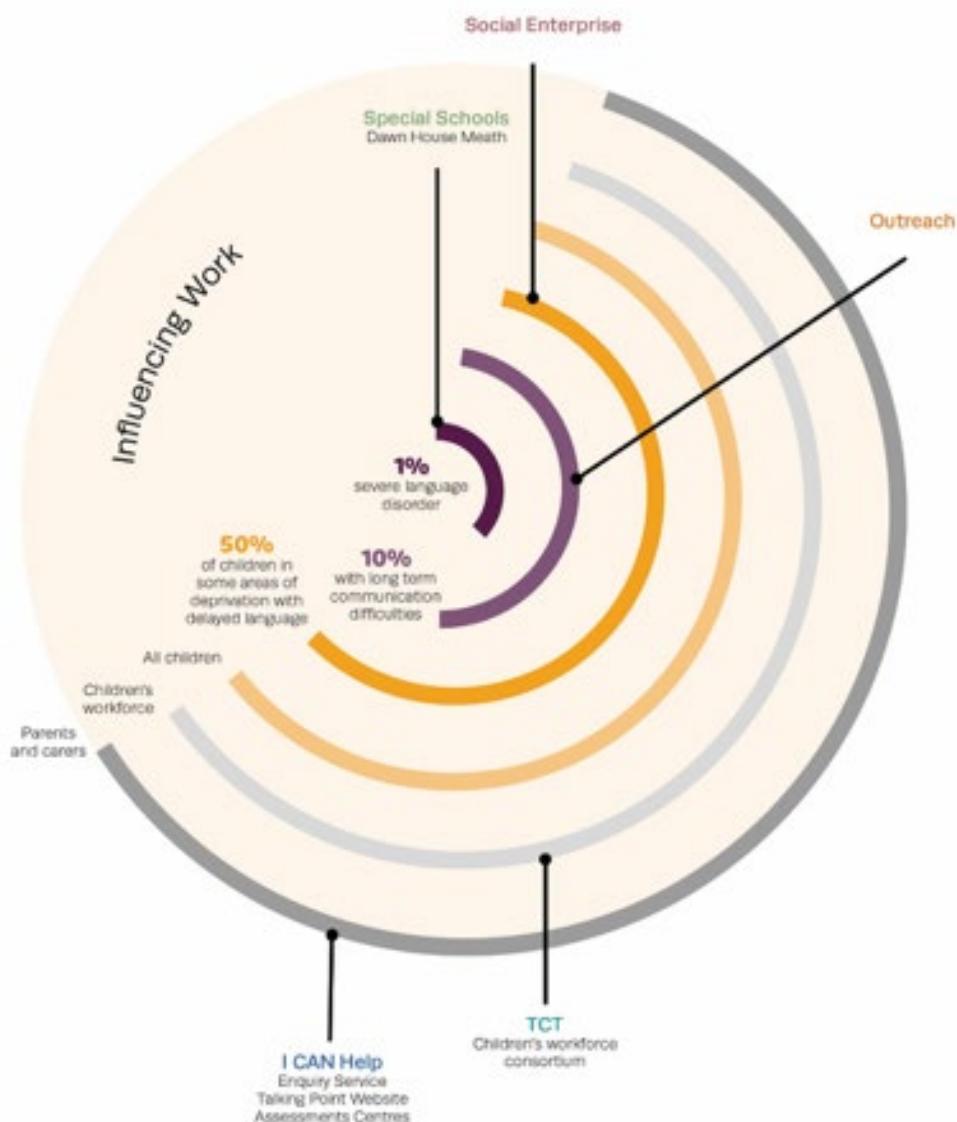 Social Enterprise
Special Schools
Dawn House Meath
Outreach
Influencing Work
1%
severe language
disorder
50%
of children in
some areas of
deprivation with
delayed language
10%
with long term
communication
difficulties
All children
Children's
workforce
Parents
and carers
TCT
Children's workforce
consortium
I CAN Help
Enquiry Service
Talking Point Website
Assessments Centres